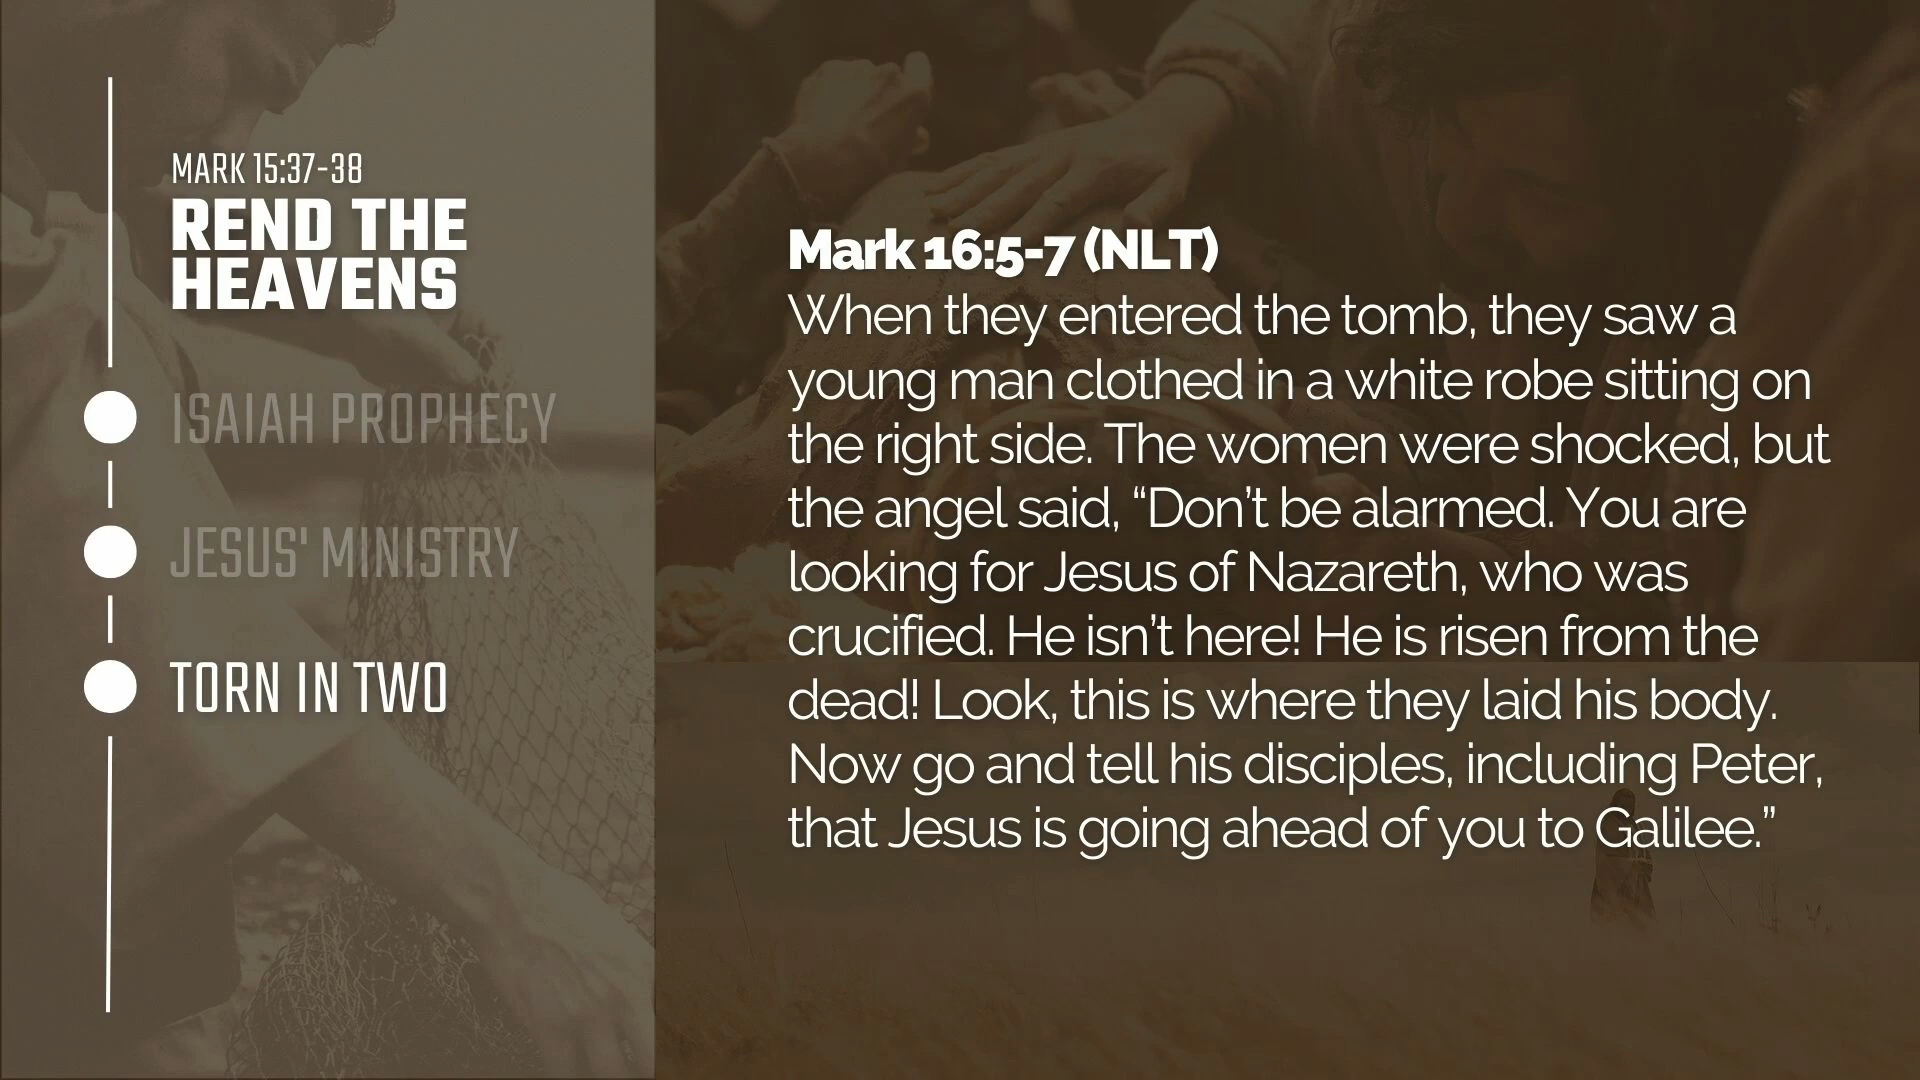 MARK 15:37-38
REND THE
HEAVENS
ISAIAH PROPHECY
JESUS' MINISTRY
TORN IN TWO
Mark 16:5-7 (NLT)
When they entered the tomb, they saw a
young man clothed in a white robe sitting on
the right side. The women were shocked, but
the angel said, “Don’t be alarmed. You are
looking for Jesus of Nazareth, who was
crucified. He isn’t here! He is risen from the
dead! Look, this is where they laid his body.
Now go and tell his disciples, including Peter,
that Jesus is going ahead of you to Galilee.”